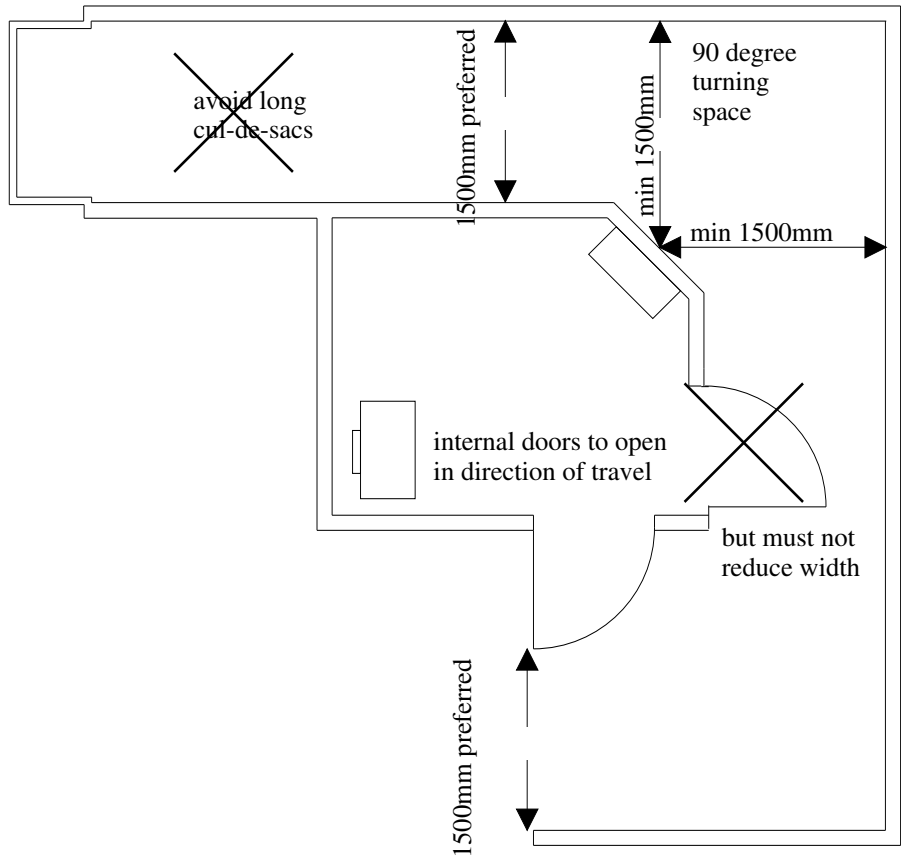 avoid long
cul-de-sacs
1500mm preferred
min 1500mm
90 degree
turning
space
min 1500mm
internal doors to open
in direction of travel
but must not
reduce width
1500mm preferred